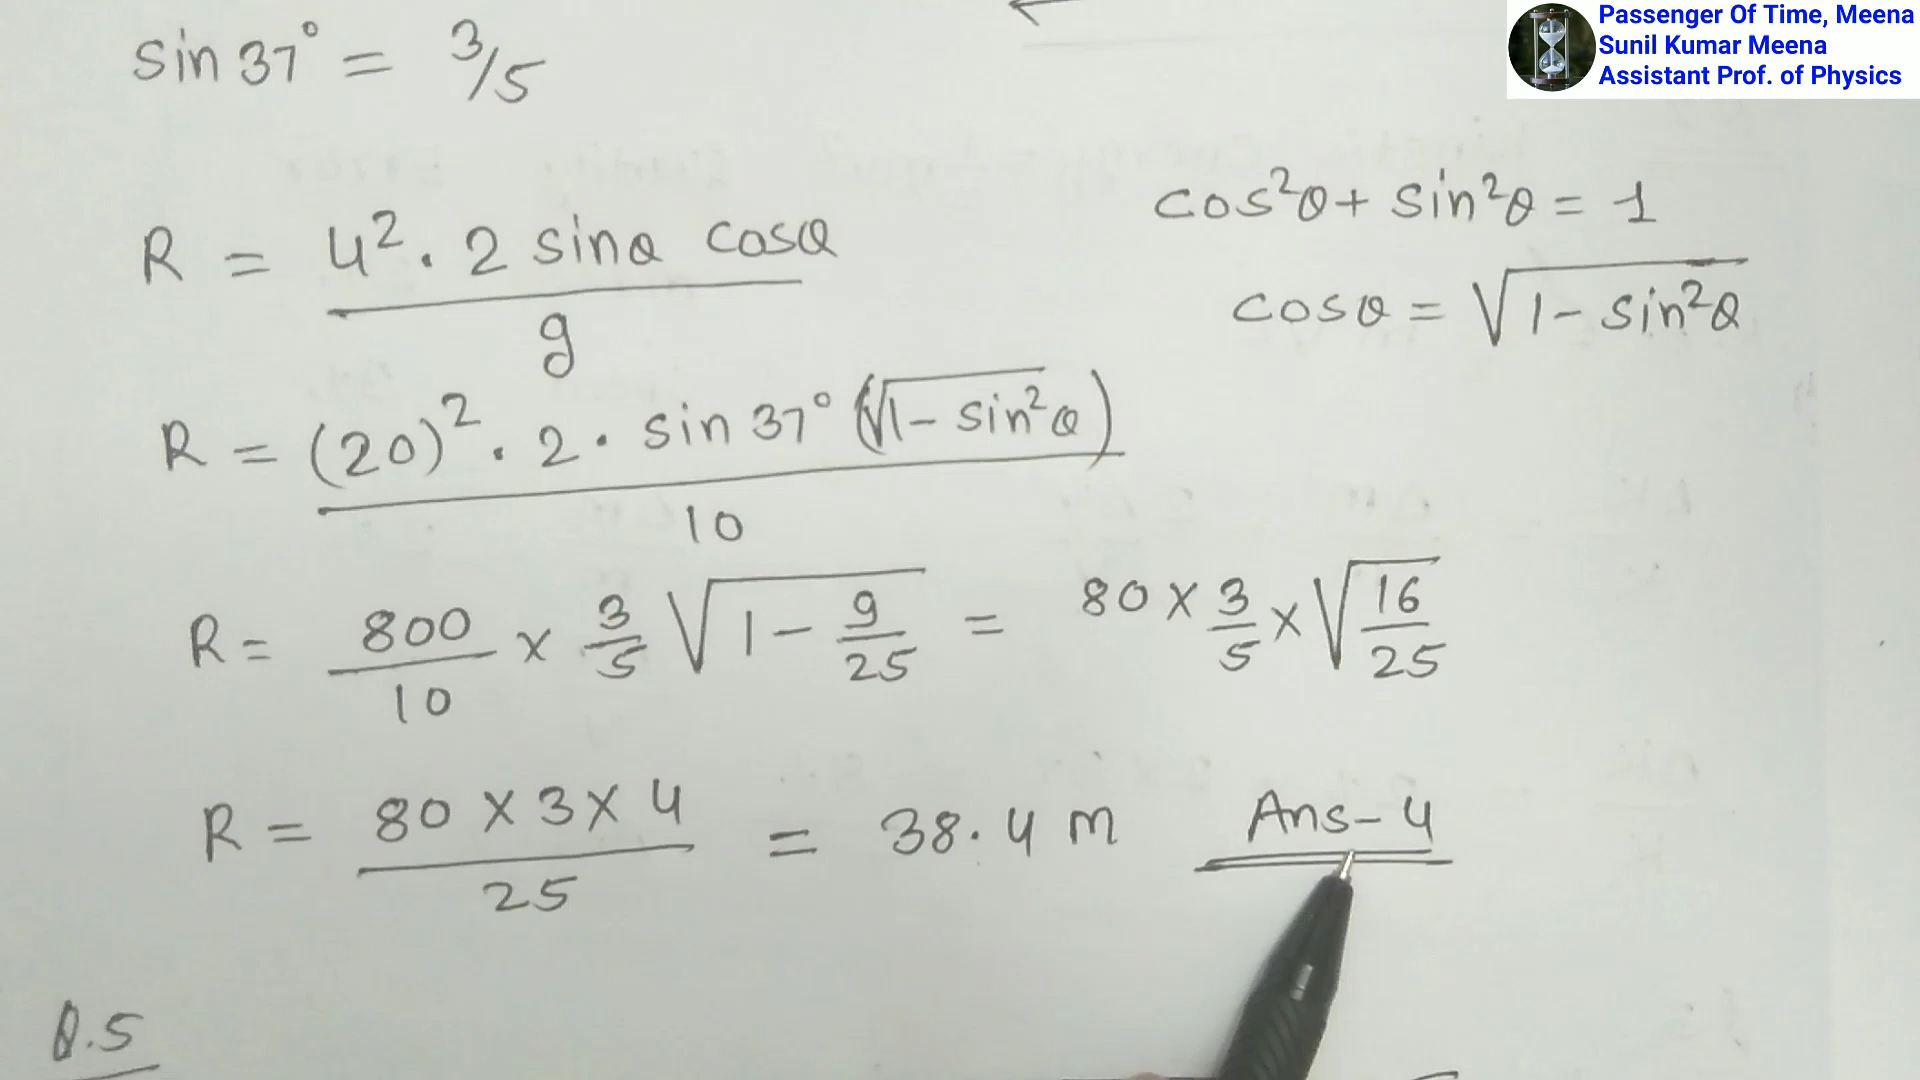 Passenger Of Time, Meena
Sunil Kumar Meena
Assistant Prof. of Physics
sin 37° = 3/5
cos²θ + sin²θ = 1
R = u² . 2 sinθ cosθ / g
cosθ = √(1 - sin²θ)
R = (20)² . 2 . sin 37° (√(1 - sin²θ)) / 10
R = 800/10 × 3/5 √(1 - 9/25) = 80 × 3/5 × √(16/25)
R = 80 × 3 × 4 / 25 = 38.4 m Ans - 4
Q.5